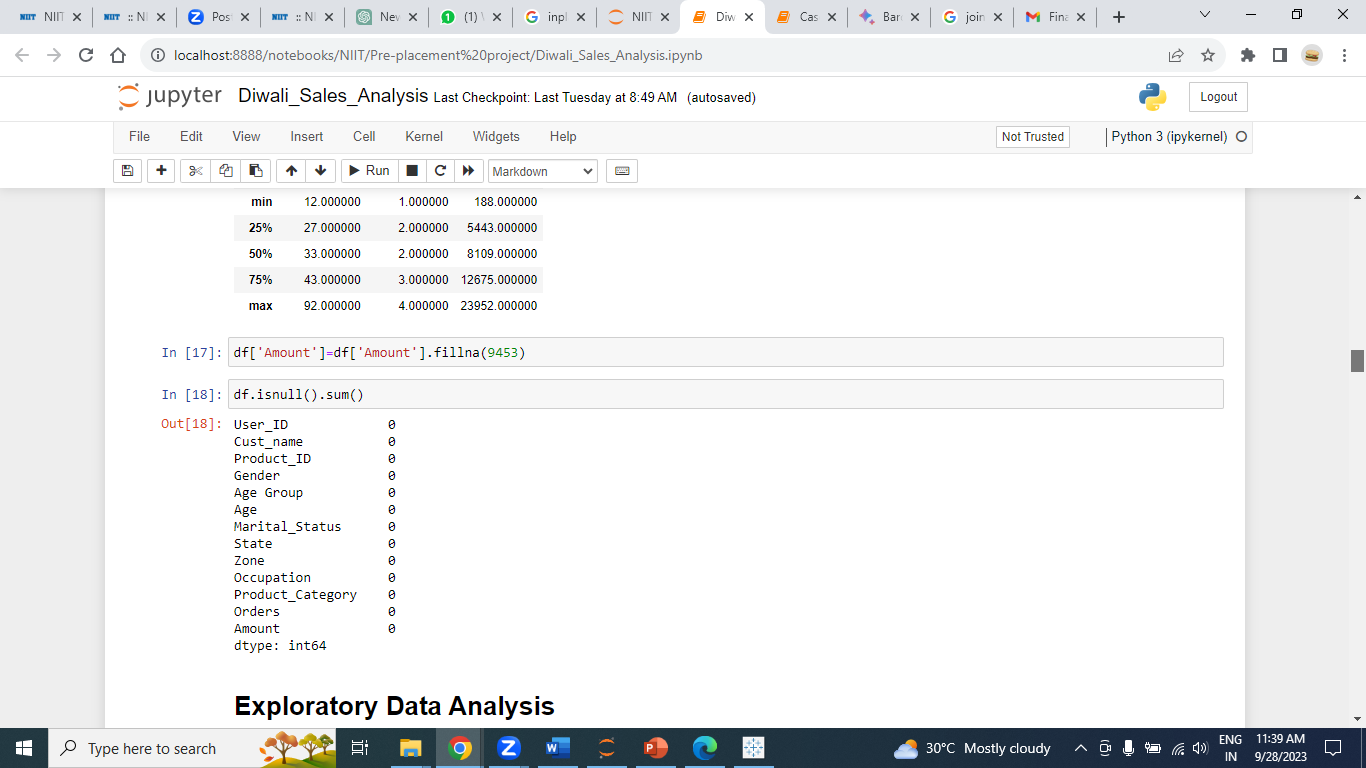 NIIT
:: NI
Post
:: NI
New
(1)
inpl
NIIT
Diw
Cas
Bar
join
Fina
localhost:8888/notebooks/NIIT/Pre-placement%20project/Diwali_Sales_Analysis.ipynb
jupyter Diwali_Sales_Analysis Last Checkpoint: Last Tuesday at 8:49 AM (autosaved)
Logout
File Edit View Insert Cell Kernel Widgets Help
Not Trusted
Python 3 (ipykernel)
Run
Markdown
min 12.000000 1.000000 188.000000
25% 27.000000 2.000000 5443.000000
50% 33.000000 2.000000 8109.000000
75% 43.000000 3.000000 12675.000000
max 92.000000 4.000000 23952.000000
In [17]: df['Amount']=df['Amount'].fillna(9453)
In [18]: df.isnull().sum()
Out[18]: User_ID 0
Cust_name 0
Product_ID 0
Gender 0
Age Group 0
Age 0
Marital_Status 0
State 0
Zone 0
Occupation 0
Product_Category 0
Orders 0
Amount 0
dtype: int64
Exploratory Data Analysis
Type here to search
30°C Mostly cloudy
ENG
IN
11:39 AM
9/28/2023